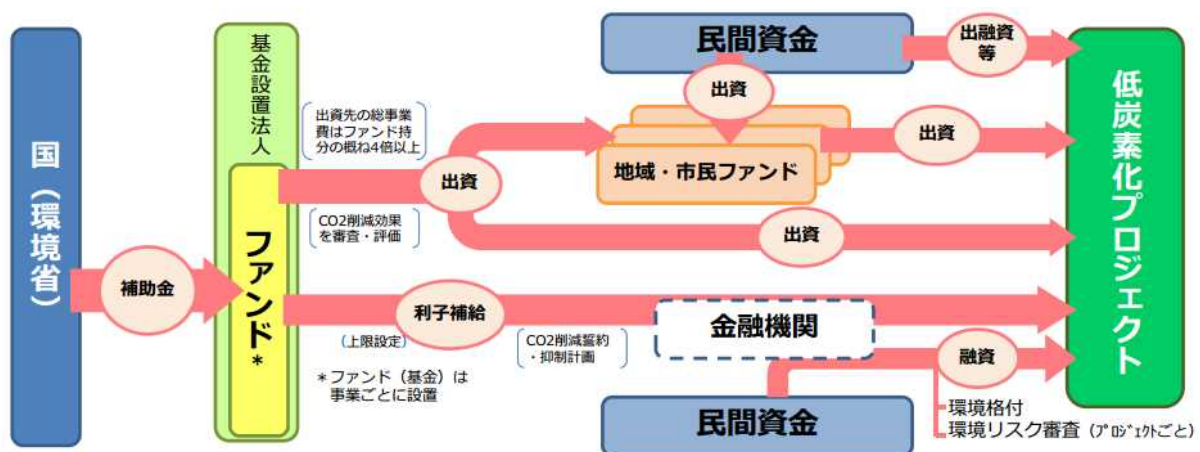 国（環境省）
補助金
基金設置法人
ファンド*
出資先の総事業
費はファンド持
分の概ね4倍以上
出資
CO2削減効果
を審査・評価
民間資金
出融資
等
出資
地域・市民ファンド
出資
出資
利子補給
（上限設定）
CO2削減誓約
・抑制計画
金融機関
融資
＊ファンド（基金）は
事業ごとに設置
民間資金
環境格付
環境リスク審査（ﾌﾟﾛｼﾞｪｸﾄごと）
低炭素化プロジェクト